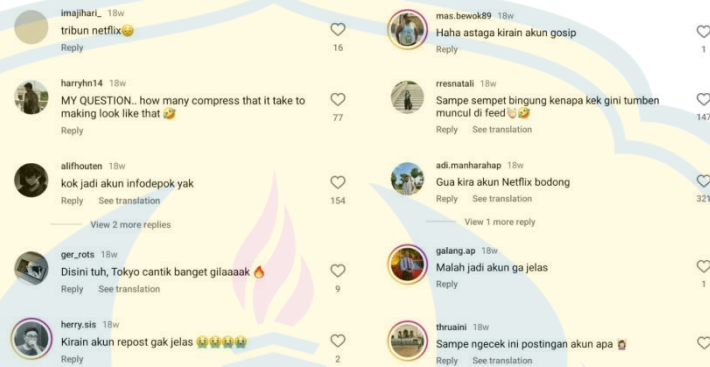 imajihari_ 18w
tribun netflix😅
16
Reply
harryhn14 18w
MY QUESTION.. how many compress that it take to
making look like that 🤣
77
Reply
alifhouten 18w
kok jadi akun infodepok yak
154
Reply See translation
View 2 more replies
ger_rots 18w
Disini tuh, Tokyo cantik banget gilaaaak 🔥
9
Reply See translation
herry.sis 18w
Kirain akun repost gak jelas 😭😭😭😭
2
Reply
mas.bewok89 18w
Haha astaga kirain akun gosip
1
Reply
rresnatali 18w
Sampe sempet bingung kenapa kek gini tumben
muncul di feed👏🏻🤣
147
Reply See translation
adi.manharahap 18w
Gua kira akun Netflix bodong
321
Reply See translation
View 1 more reply
galang.ap 18w
Malah jadi akun ga jelas
1
Reply
thruaini 18w
Sampe ngecek ini postingan akun apa 🤦🏻‍♀️
Reply See translation